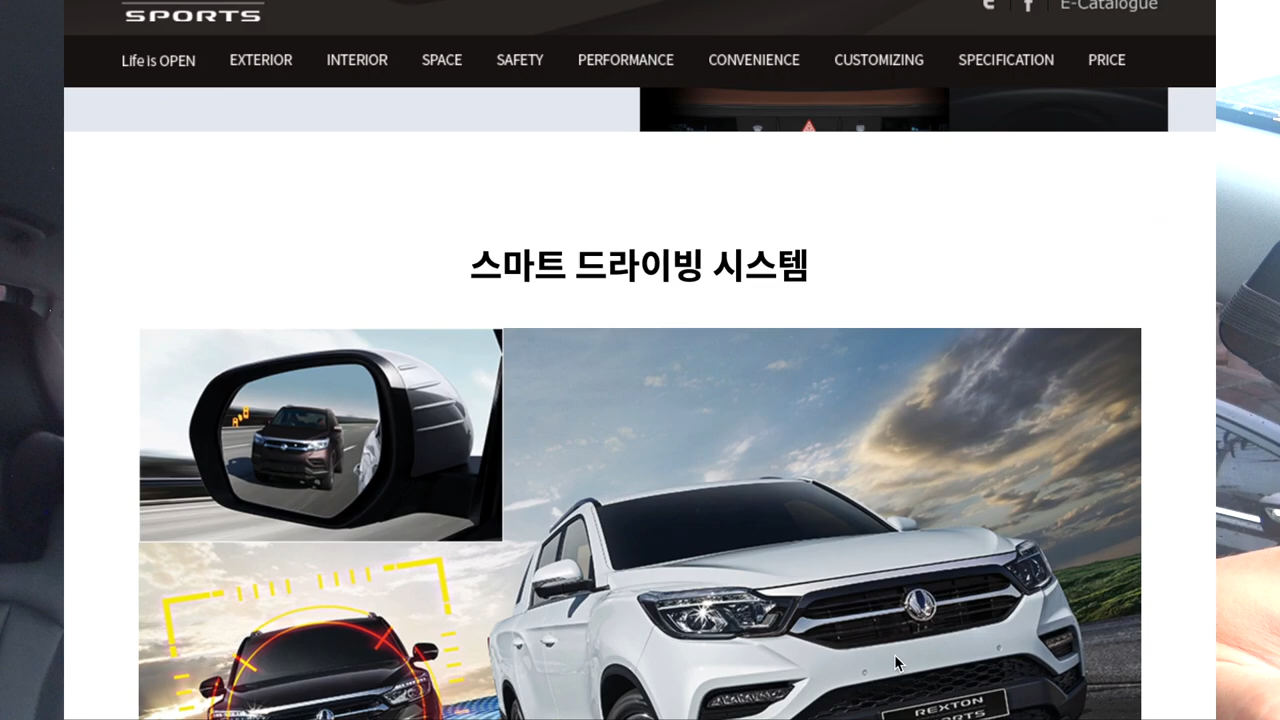 SPORTS
E-Catalogue
Life is OPEN EXTERIOR INTERIOR SPACE SAFETY PERFORMANCE CONVENIENCE CUSTOMIZING SPECIFICATION PRICE
스마트 드라이빙 시스템
REXTON